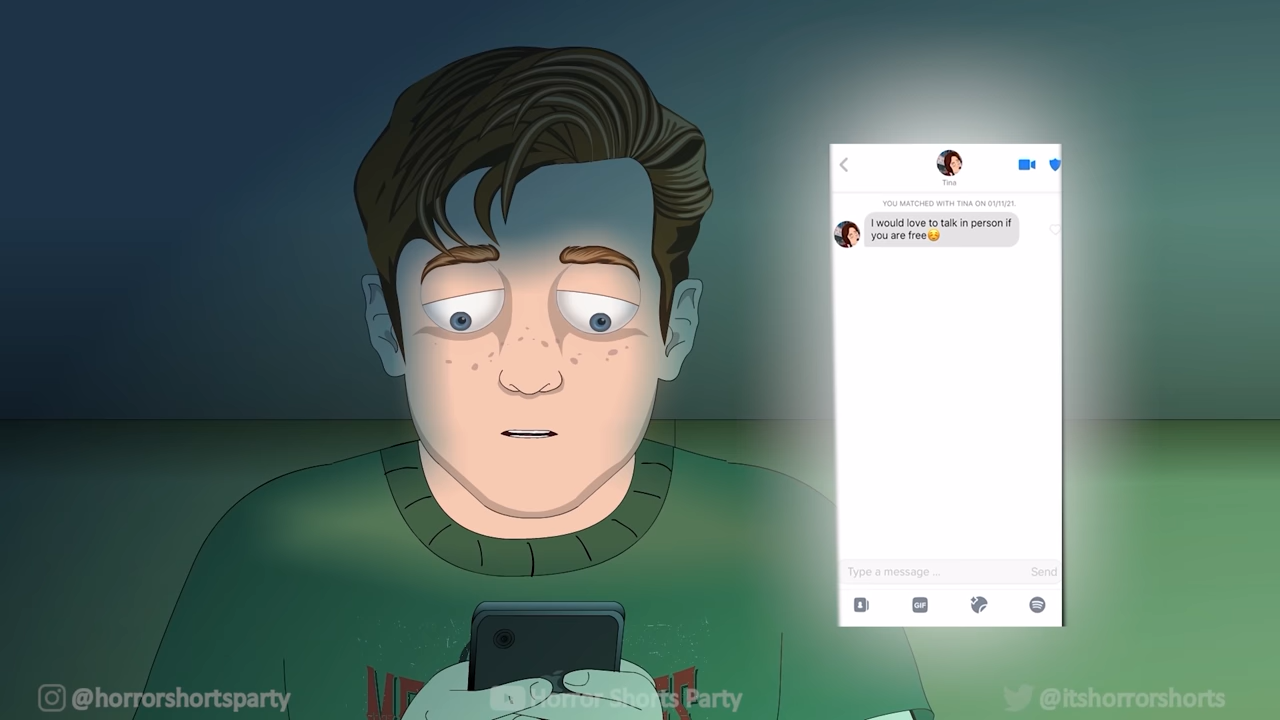 Tina
YOU MATCHED WITH TINA ON 01/11/21.
I would love to talk in person if
you are free☺️
Type a message ...
Send
GIF
@horrorshortsparty
Horror Shorts Party
@itshorrorshorts